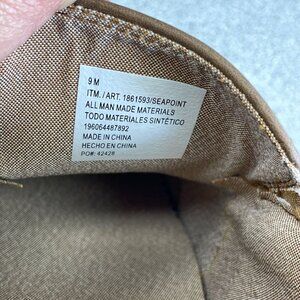 9 M
ITM./ART. 1861593/SEAPOINT
ALL MAN MADE MATERIALS
TODO MATERIALES SINTÉTICO
196064487892
MADE IN CHINA
HECHO EN CHINA
PO#: 42428